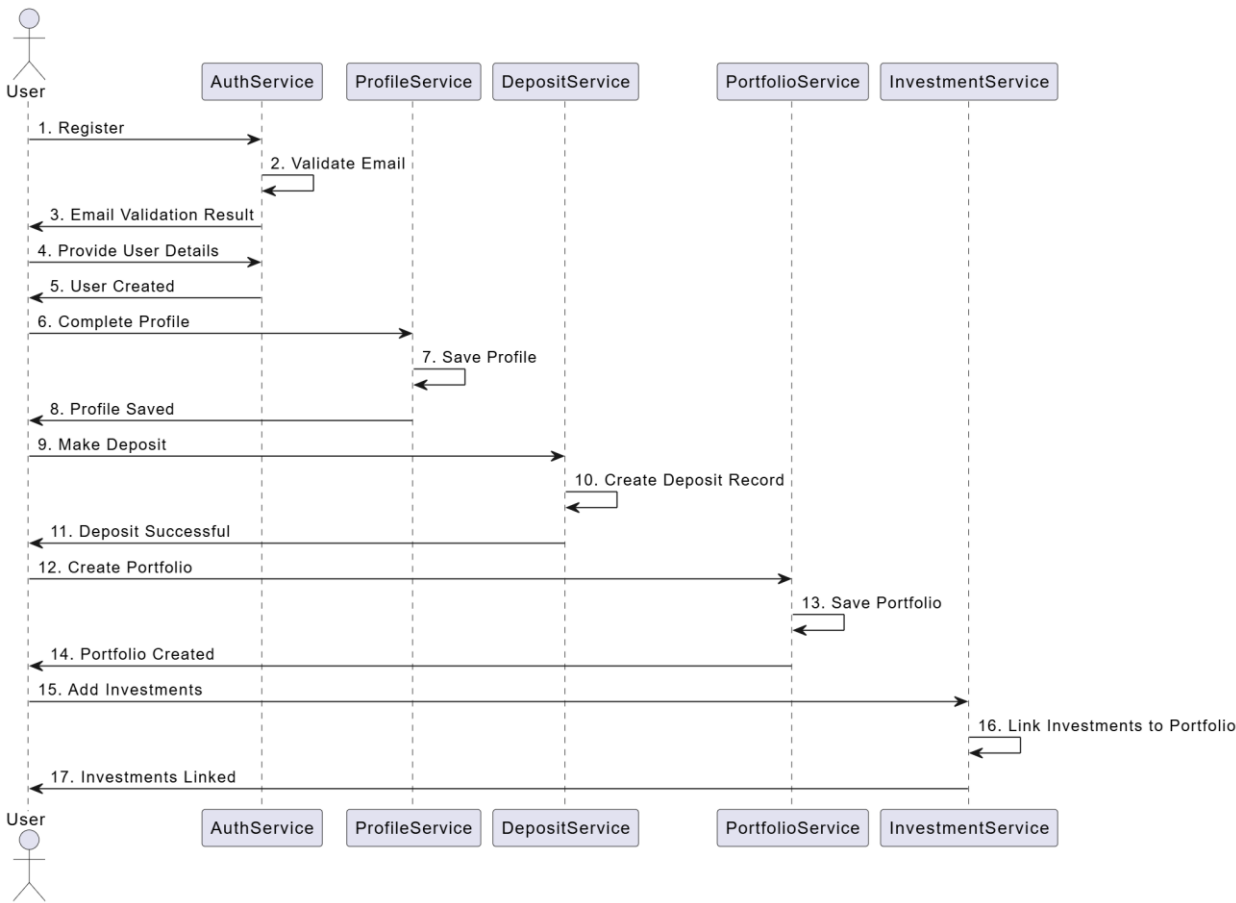 User
AuthService
ProfileService
DepositService
PortfolioService
InvestmentService
1. Register
2. Validate Email
3. Email Validation Result
4. Provide User Details
5. User Created
6. Complete Profile
7. Save Profile
8. Profile Saved
9. Make Deposit
10. Create Deposit Record
11. Deposit Successful
12. Create Portfolio
13. Save Portfolio
14. Portfolio Created
15. Add Investments
16. Link Investments to Portfolio
17. Investments Linked
User
AuthService
ProfileService
DepositService
PortfolioService
InvestmentService